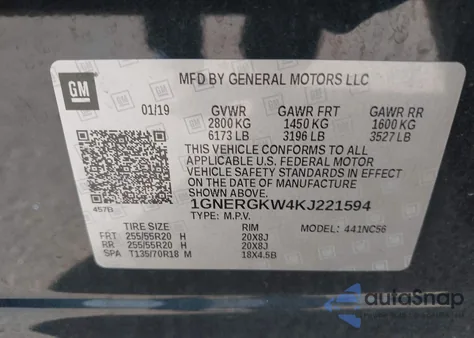 GM
MFD BY GENERAL MOTORS LLC
01/19 GVWR GAWR FRT GAWR RR
2800 KG 1450 KG 1600 KG
6173 LB 3196 LB 3527 LB
THIS VEHICLE CONFORMS TO ALL
APPLICABLE U.S. FEDERAL MOTOR
VEHICLE SAFETY STANDARDS IN EFFECT
ON THE DATE OF MANUFACTURE SHOWN ABOVE.
1GNERGKW4KJ221594
TYPE: M.P.V. MODEL: 441NC56
457B
TIRE SIZE RIM
FRT 255/55R20 H 20X8J
RR 255/55R20 H 20X8J
SPA T135/70R18 M 18X4.5B
autoSnap